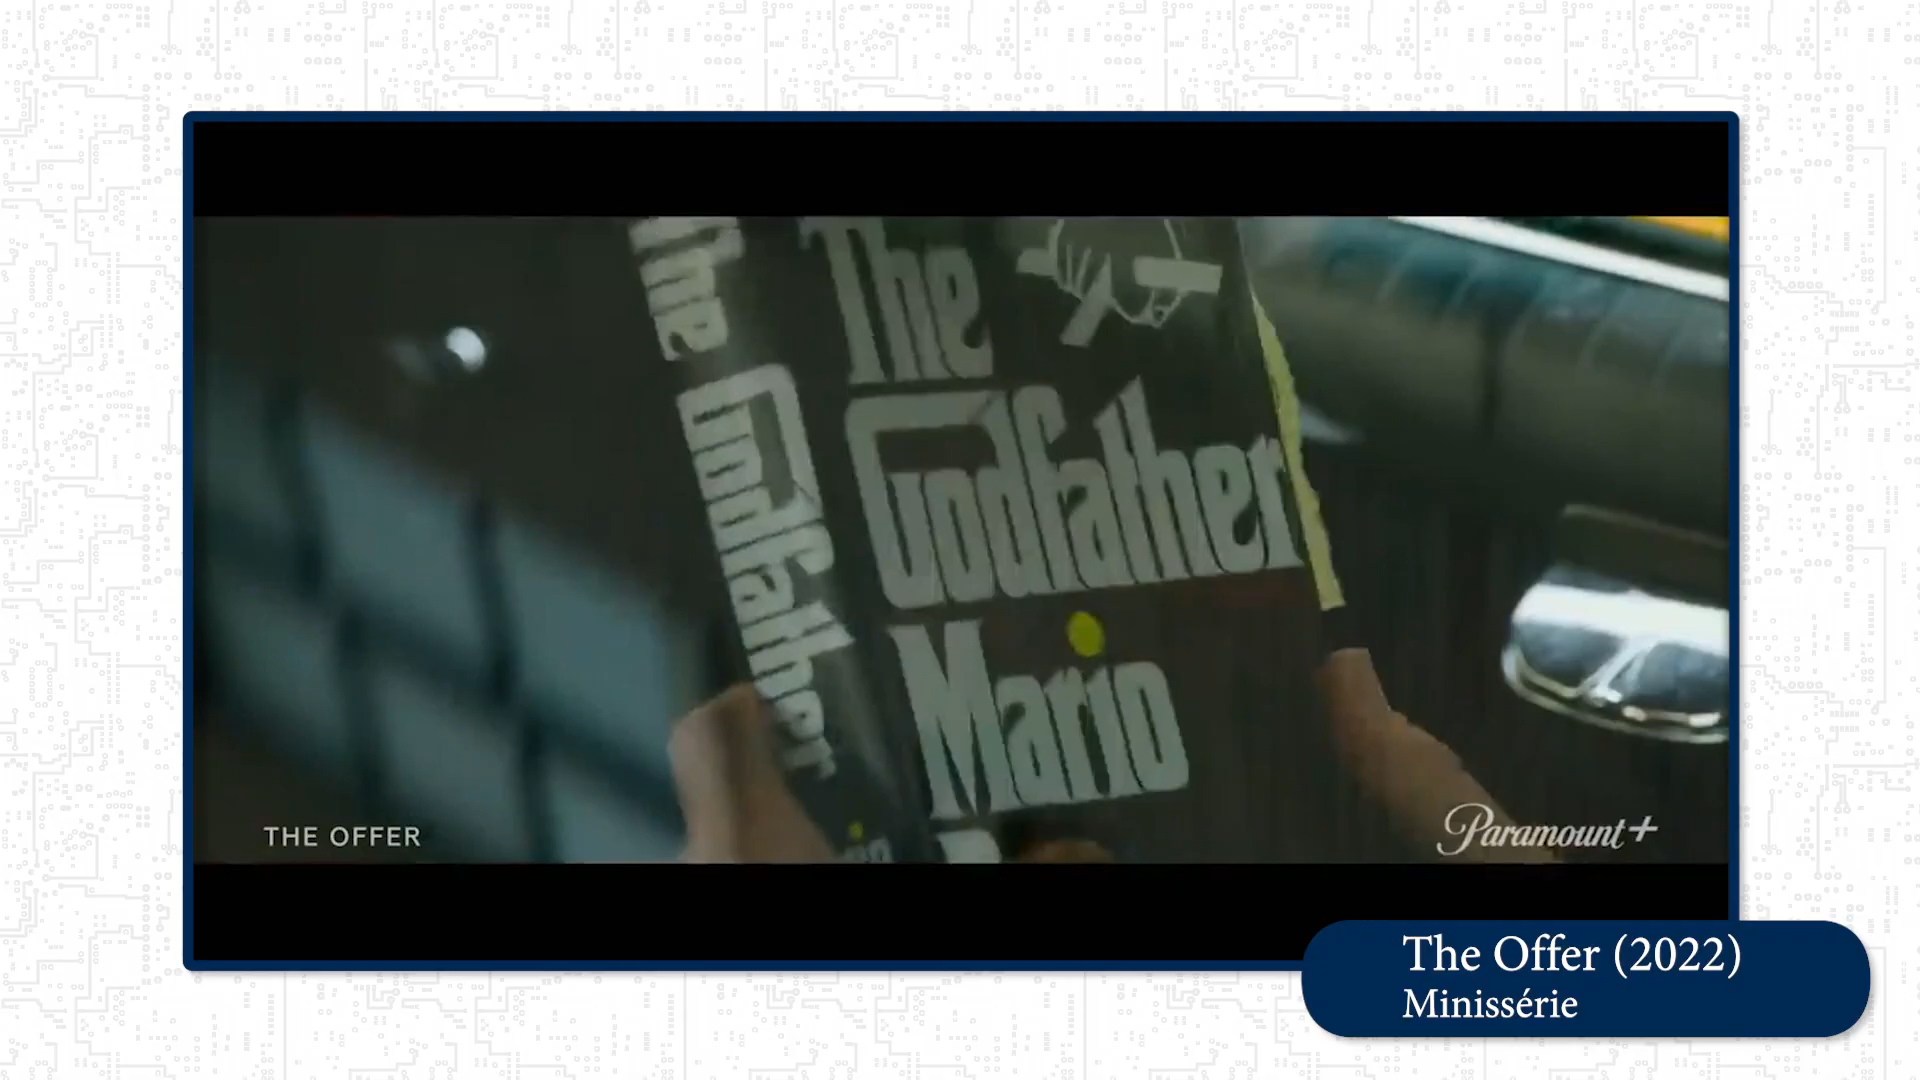 The Godfather
The
Godfather
Mario
THE OFFER
Paramount+
The Offer (2022)
Minissérie